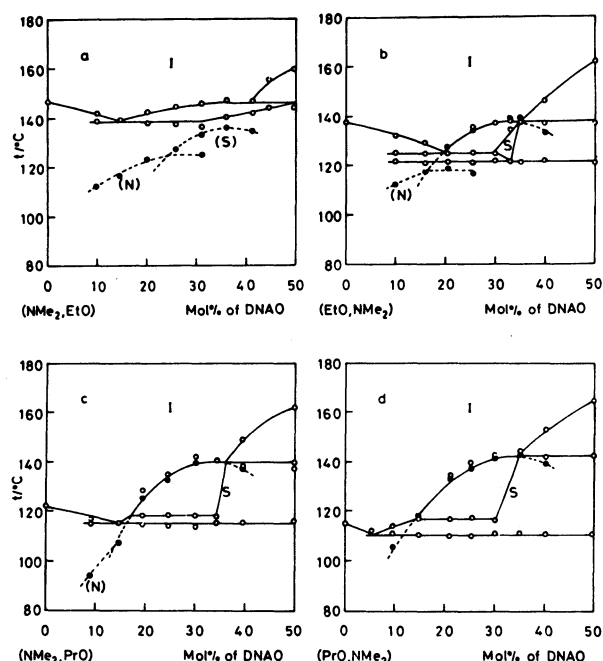 a I
b I
180 180
160 160
140 140
120 120
100 100
80 80
t/°C
(S)
(N)
S
(N)
0 10 20 30 40 50
0 10 20 30 40 50
(NMe₂,EtO) Mol% of DNAO
(EtO,NMe₂) Mol% of DNAO
c I
d I
180 180
160 160
140 140
120 120
100 100
80 80
t/°C
S
(N)
S
0 10 20 30 40 50
0 10 20 30 40 50
(NMe₂,PrO) Mol% of DNAO
(PrO,NMe₂) Mol% of DNAO